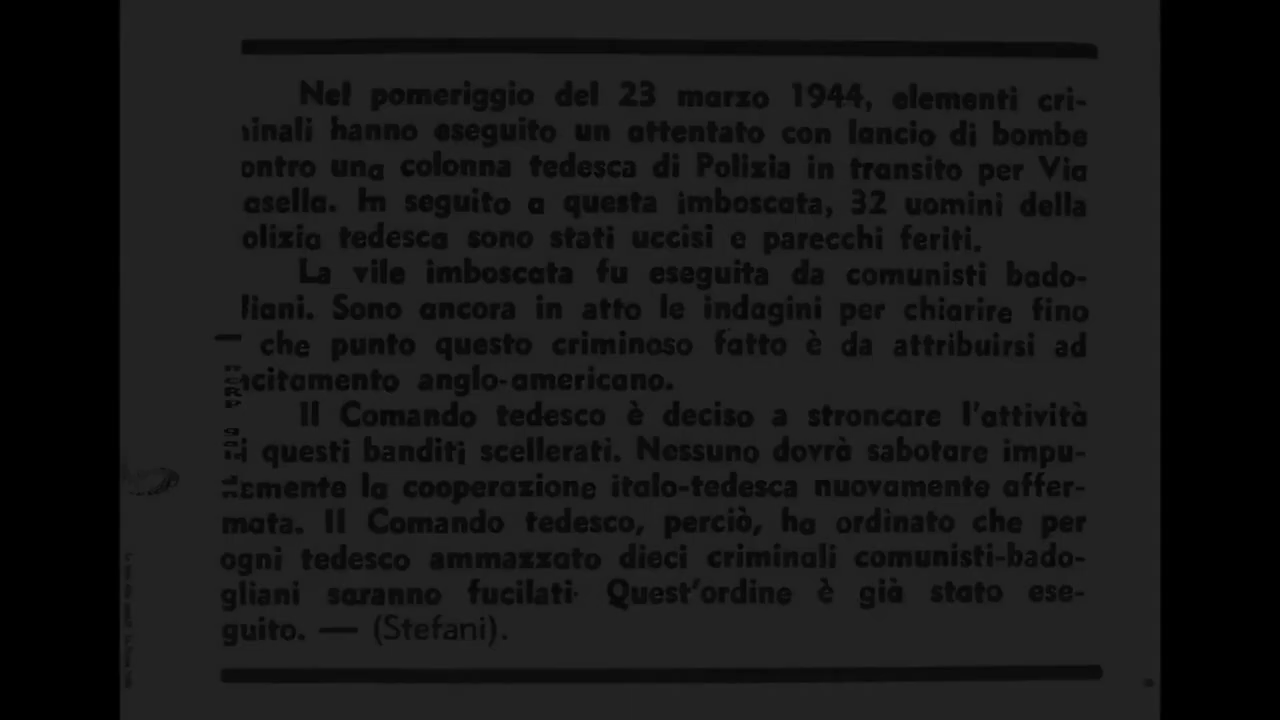 Nel pomeriggio del 23 marzo 1944, elementi cri-
inali hanno eseguito un attentato con lancio di bombe
ontro una colonna tedesca di Polizia in transito per Via
asella. In seguito a questa imboscata, 32 uomini della
olizia tedesca sono stati uccisi e parecchi feriti.
La vile imboscata fu eseguita da comunisti bado-
liani. Sono ancora in atto le indagini per chiarire fino
che punto questo criminoso fatto è da attribuirsi ad
ncitamento anglo-americano.
Il Comando tedesco è deciso a stroncare l'attività
i questi banditi scellerati. Nessuno dovrà sabotare impu-
emente la cooperazione italo-tedesca nuovamente affer-
mata. Il Comando tedesco, perciò, ha ordinato che per
ogni tedesco ammazzato dieci criminali comunisti-bado-
gliani saranno fucilati· Quest'ordine è già stato ese-
guito. — (Stefani).